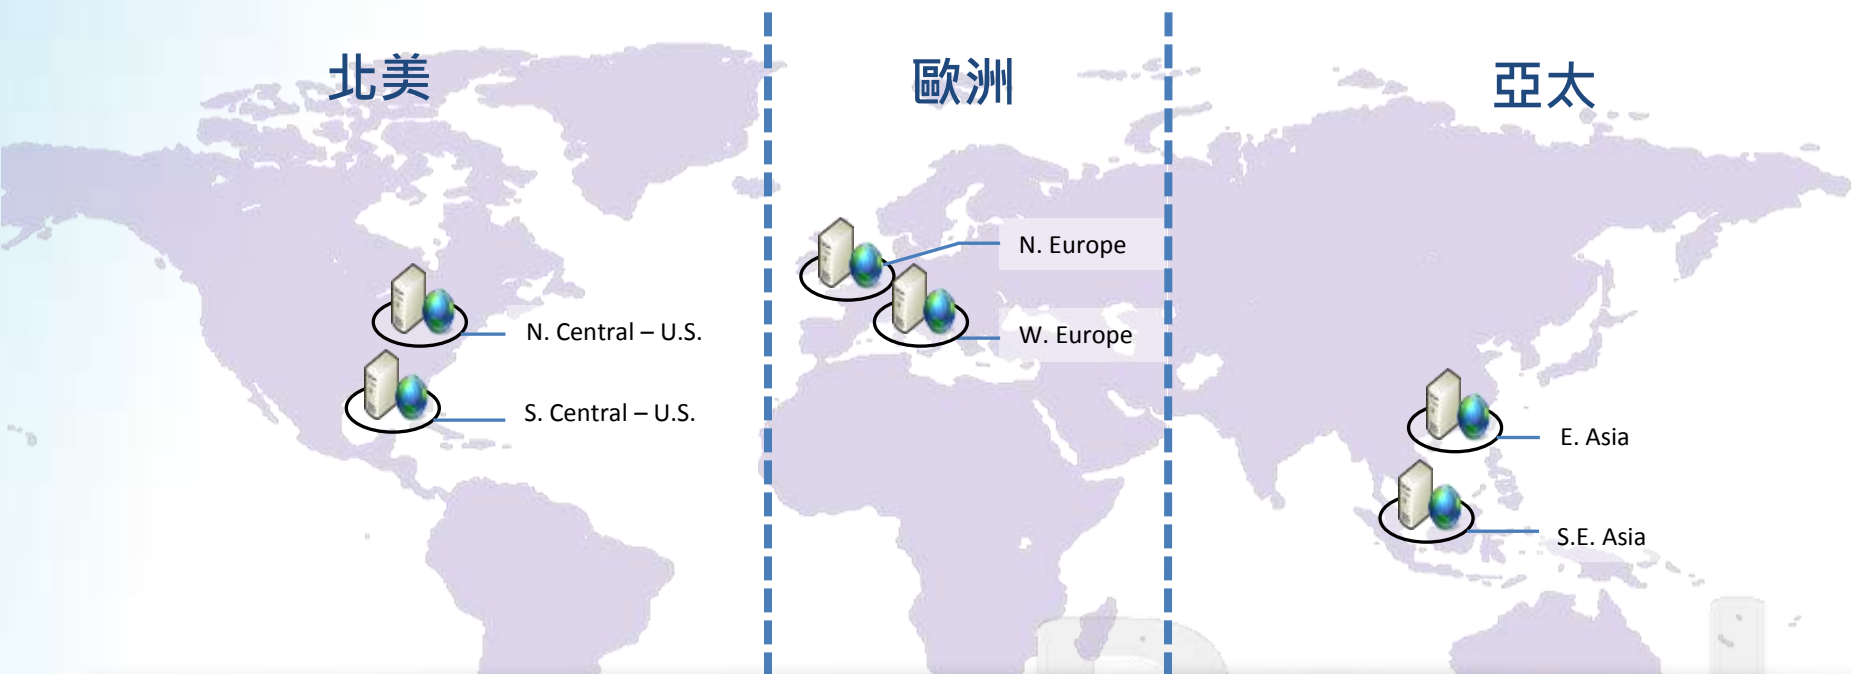 北美
歐洲
亞太
N. Europe
N. Central – U.S.
W. Europe
S. Central – U.S.
E. Asia
S.E. Asia